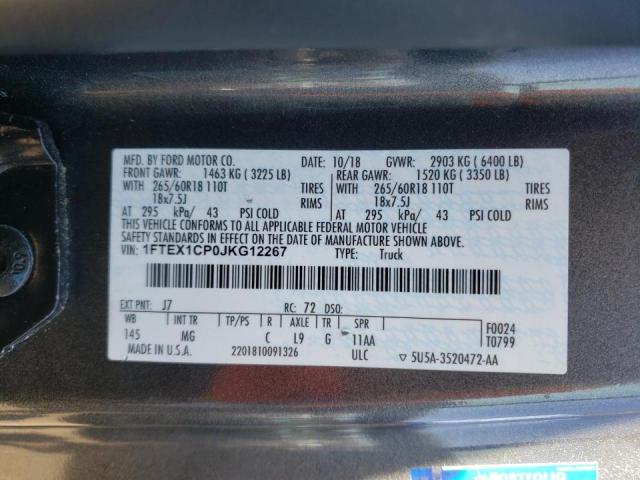 MFD. BY FORD MOTOR CO. DATE: 10/18 GVWR: 2903 KG ( 6400 LB)
FRONT GAWR: 1463 KG ( 3225 LB) REAR GAWR: 1520 KG ( 3350 LB)
WITH 265/60R18 110T TIRES WITH 265/60R18 110T TIRES
18x7.5J RIMS 18x7.5J RIMS
AT 295 kPa/ 43 PSI COLD AT 295 kPa/ 43 PSI COLD
THIS VEHICLE CONFORMS TO ALL APPLICABLE FEDERAL MOTOR VEHICLE
SAFETY STANDARDS IN EFFECT ON THE DATE OF MANUFACTURE SHOWN ABOVE.
VIN: 1FTEX1CP0JKG12267 TYPE: Truck
EXT PNT: J7 RC: 72 DSO:
WB INT TR TP/PS R AXLE TR SPR F0024
145 MG C L9 G 11AA T0799
MADE IN U.S.A. 2201810091326 ULC 5U5A-3520472-AA